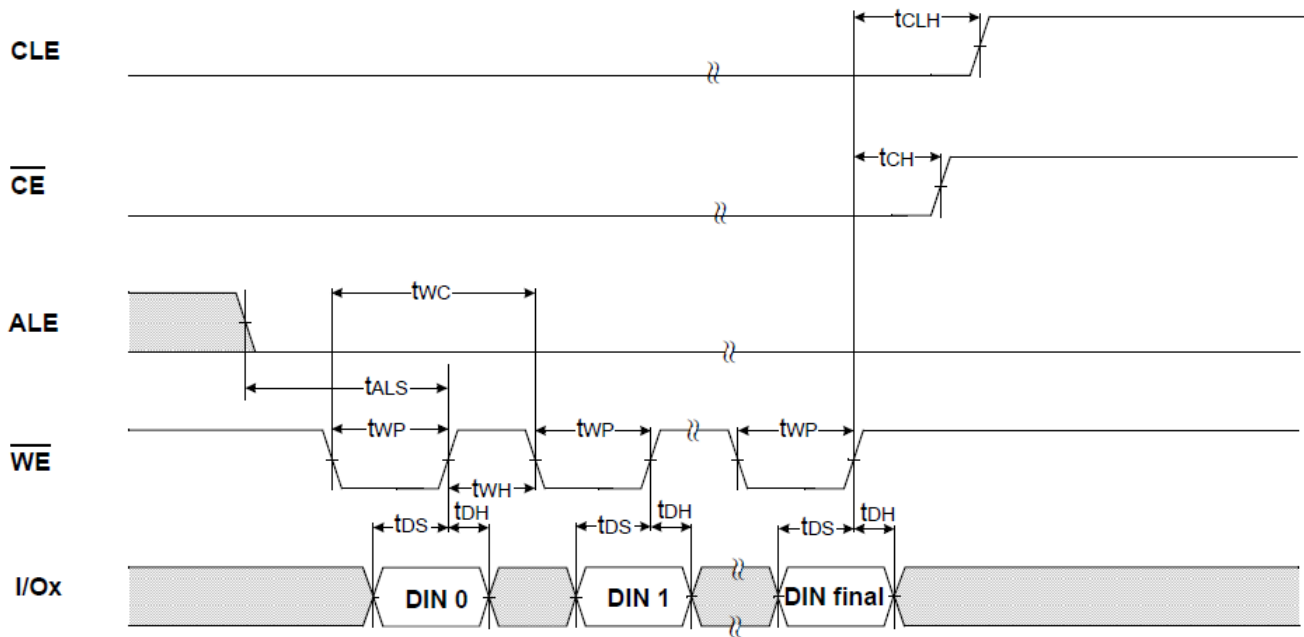 CLE
tCLH
CE
tCH
ALE
tWC
tALS
WE
tWP
tWP
tWP
tWH
tDS
tDH
tDS
tDH
tDS
tDH
I/Ox
DIN 0
DIN 1
DIN final